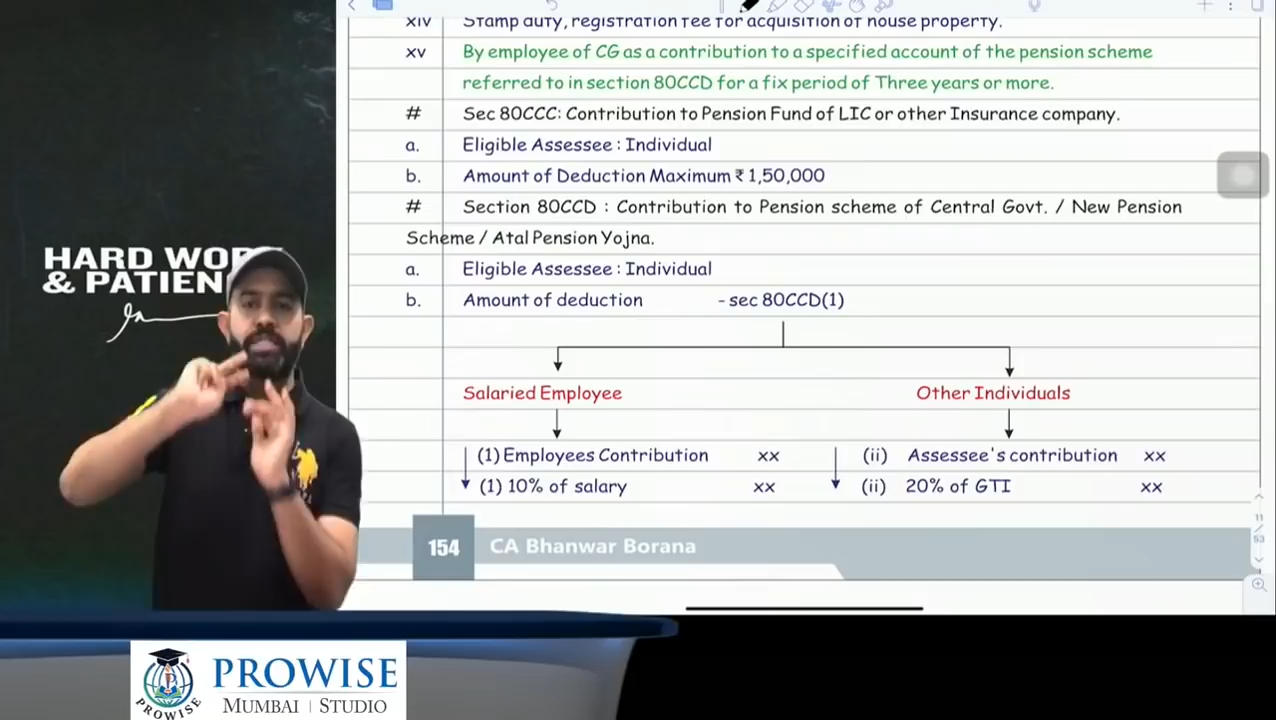 xiv Stamp duty, registration fee for acquisition of house property.
xv By employee of CG as a contribution to a specified account of the pension scheme
referred to in section 80CCD for a fix period of Three years or more.
# Sec 80CCC: Contribution to Pension Fund of LIC or other Insurance company.
a. Eligible Assessee : Individual
b. Amount of Deduction Maximum ₹ 1,50,000
# Section 80CCD : Contribution to Pension scheme of Central Govt. / New Pension
Scheme / Atal Pension Yojna.
a. Eligible Assessee : Individual
b. Amount of deduction - sec 80CCD(1)
Salaried Employee Other Individuals
(1) Employees Contribution xx (ii) Assessee's contribution xx
(1) 10% of salary xx (ii) 20% of GTI xx
154 CA Bhanwar Borana
11
/
53
HARD WOR
& PATIEN
PROWISE
MUMBAI | STUDIO
PROWISE